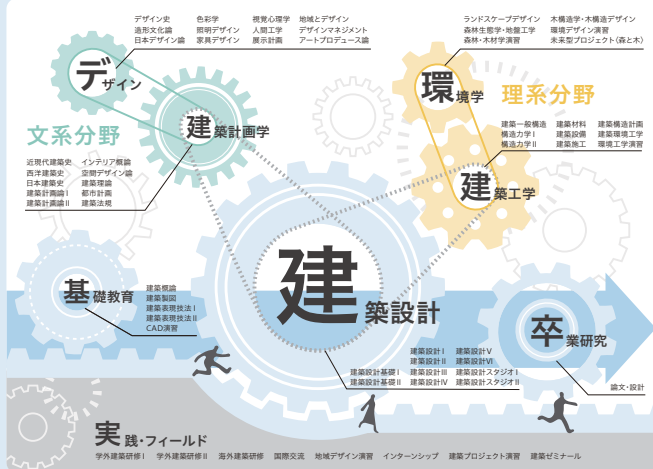 デザイン史 色彩学 視覚心理学 地域とデザイン
造形文化論 照明デザイン 人間工学 デザインマネジメント
日本デザイン論 家具デザイン 展示計画 アートプロデュース論
デザイン
建築計画学
文系分野
近現代建築史 インテリア概論
西洋建築史 空間デザイン論
日本建築史 建築理論
建築計画論Ⅰ 都市計画
建築計画論Ⅱ 建築法規
ランドスケープデザイン 木構造学・木構造デザイン
森林生態学・地盤工学 環境デザイン演習
森林・木材学演習 未来型プロジェクト(森と木)
環境学
理系分野
建築一般構造 建築材料 建築構造計画
構造力学Ⅰ 建築設備 建築環境工学
構造力学Ⅱ 建築施工 環境工学演習
建築工学
基礎教育
建築概論
建築製図
建築表現技法Ⅰ
建築表現技法Ⅱ
CAD演習
建築設計
建築設計Ⅰ 建築設計Ⅴ
建築設計Ⅱ 建築設計Ⅵ
建築設計基礎Ⅰ 建築設計Ⅲ 建築設計スタジオⅠ
建築設計基礎Ⅱ 建築設計Ⅳ 建築設計スタジオⅡ
卒業研究
論文・設計
実践・フィールド
学外建築研修Ⅰ 学外建築研修Ⅱ 海外建築研修 国際交流 地域デザイン演習 インターンシップ 建築プロジェクト演習 建築ゼミナール